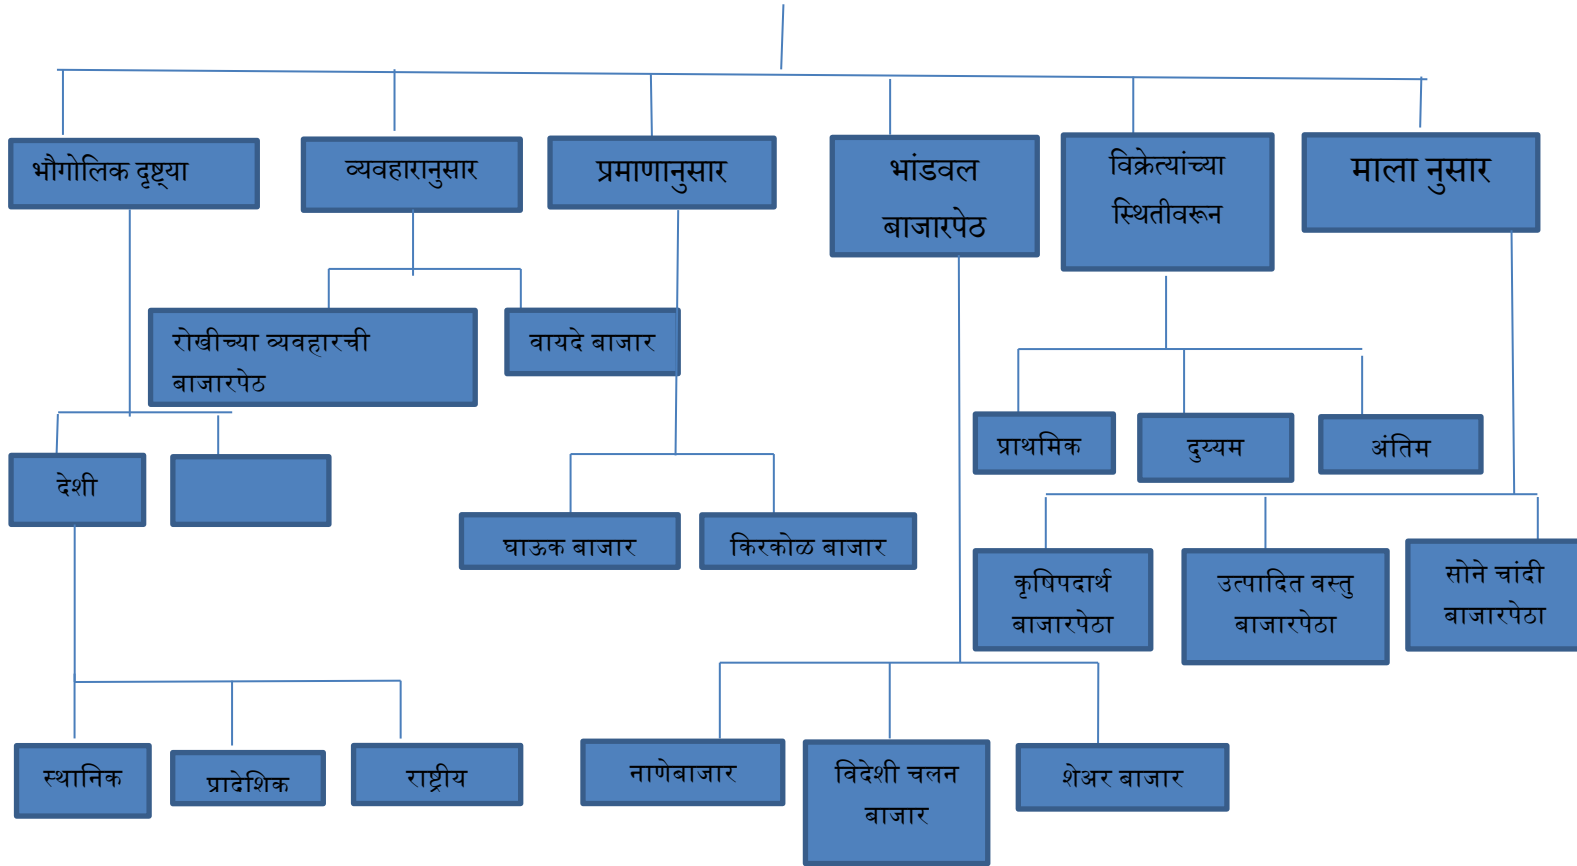 भौगोलिक दृष्ट्या
व्यवहारानुसार
प्रमाणानुसार
भांडवल
बाजारपेठ
विक्रेत्यांच्या
स्थितीवरून
माला नुसार
रोखीच्या व्यवहारची
बाजारपेठ
वायदे बाजार
प्राथमिक
दुय्यम
अंतिम
देशी
घाऊक बाजार
किरकोळ बाजार
कृषिपदार्थ
बाजारपेठा
उत्पादित वस्तु
बाजारपेठा
सोने चांदी
बाजारपेठा
स्थानिक
प्रादेशिक
राष्ट्रीय
नाणेबाजार
विदेशी चलन
बाजार
शेअर बाजार